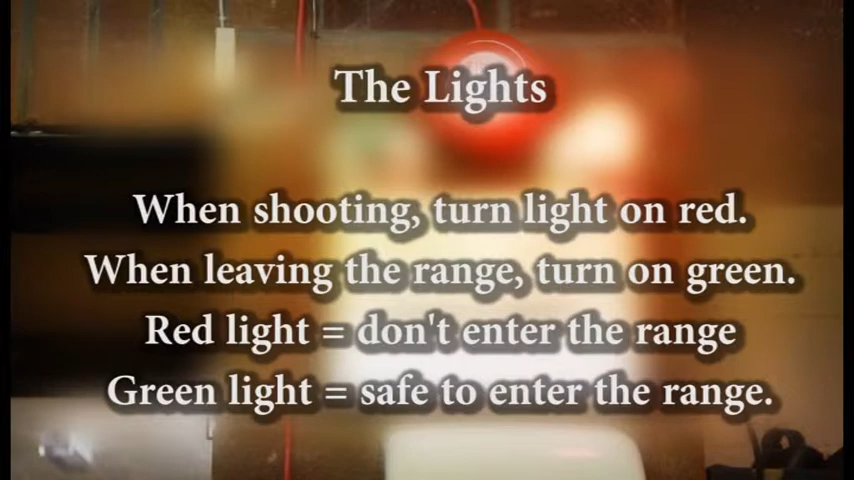 The Lights
When shooting, turn light on red.
When leaving the range, turn on green.
Red light = don't enter the range
Green light = safe to enter the range.